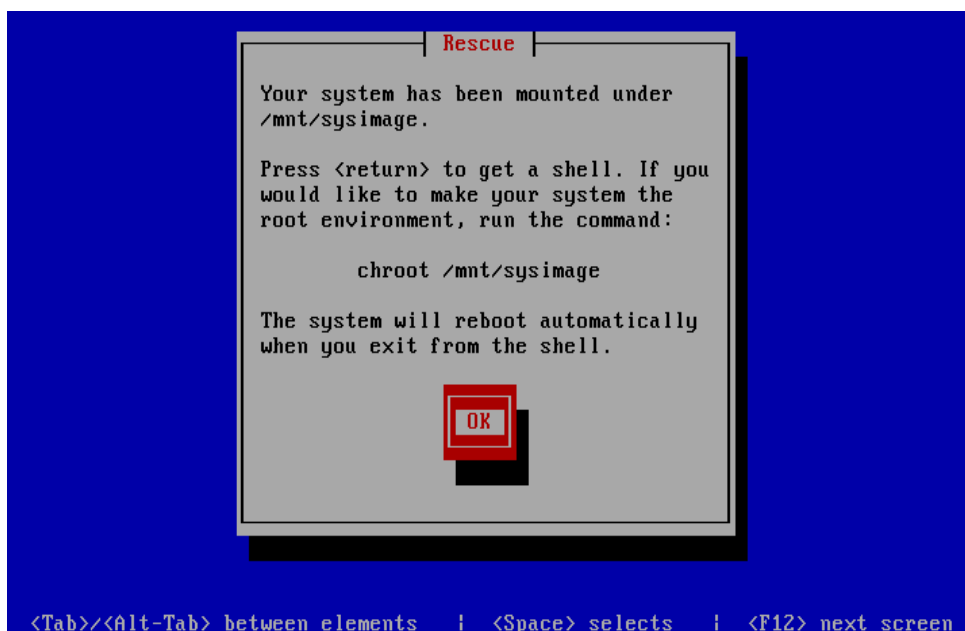 Rescue
Your system has been mounted under
/mnt/sysimage.
Press <return> to get a shell. If you
would like to make your system the
root environment, run the command:
chroot /mnt/sysimage
The system will reboot automatically
when you exit from the shell.
OK
<Tab>/<Alt-Tab> between elements | <Space> selects | <F12> next screen